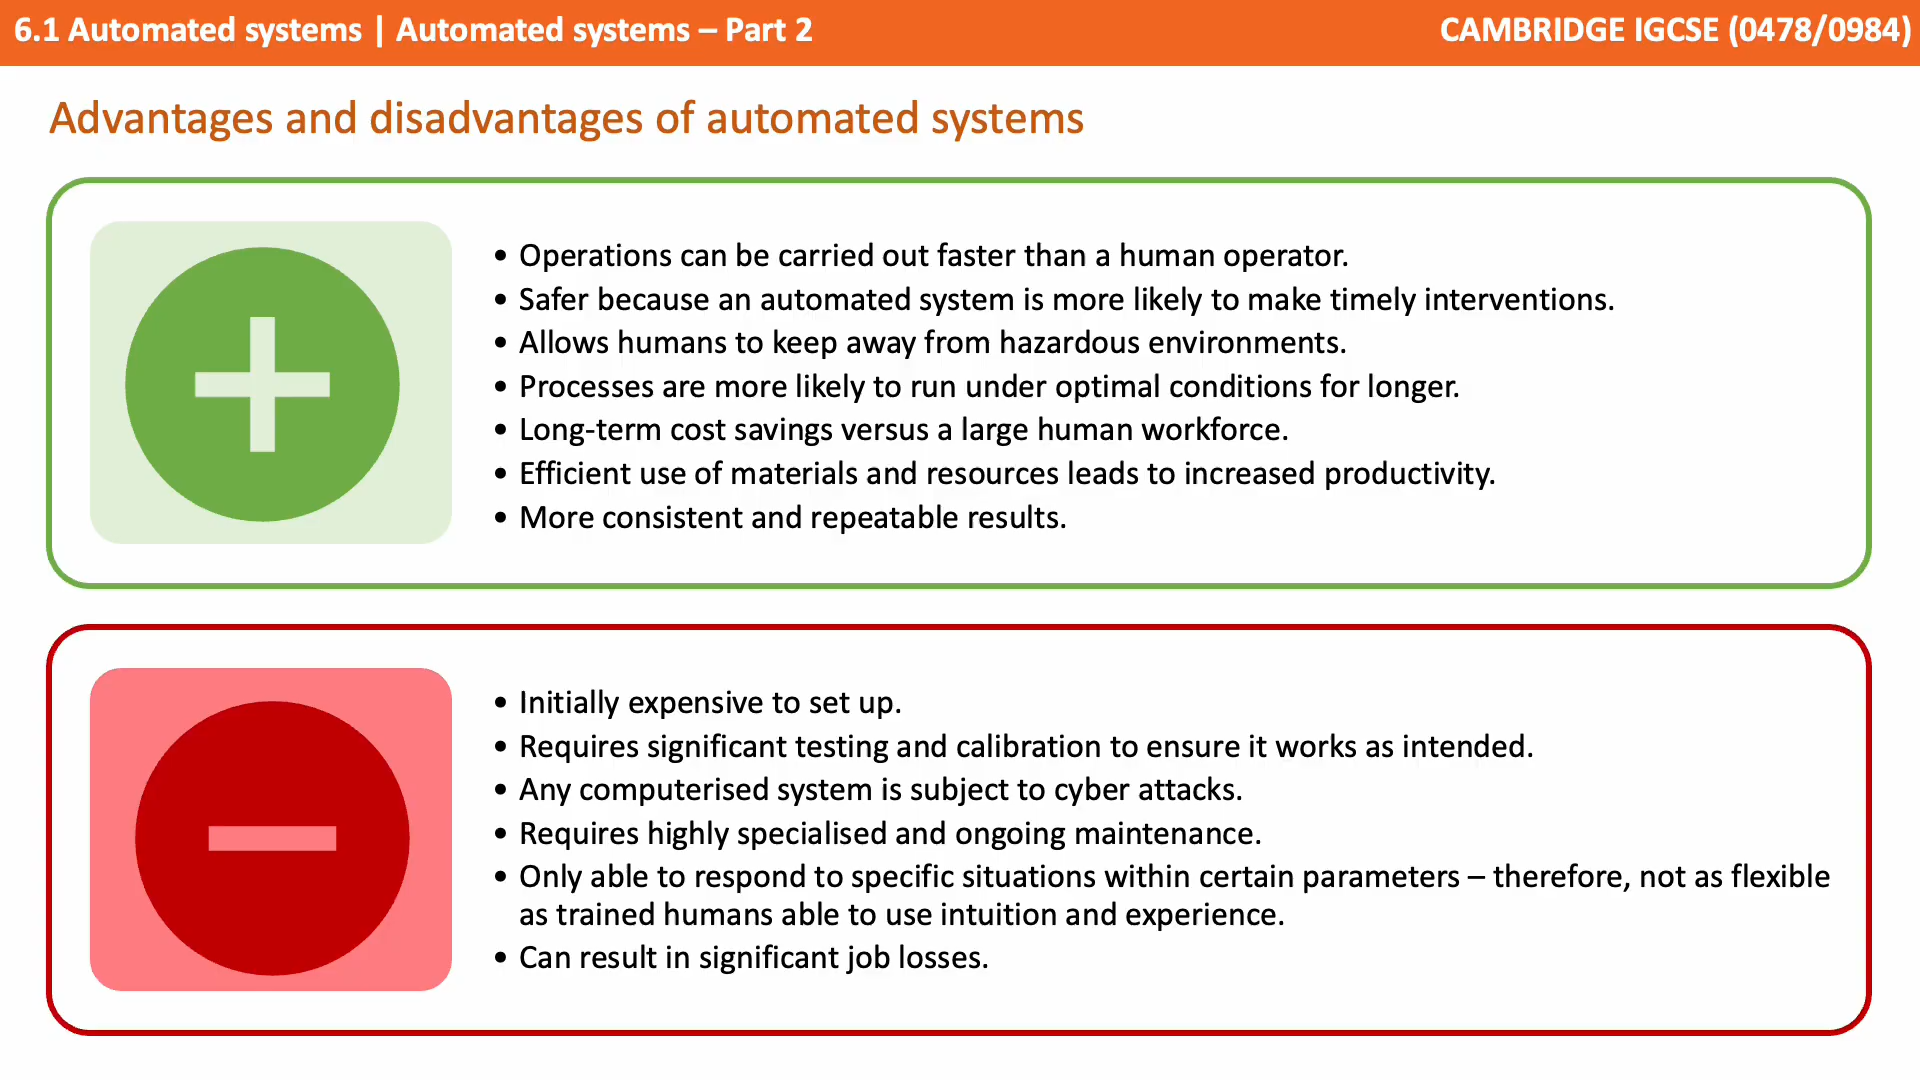 6.1 Automated systems | Automated systems – Part 2
CAMBRIDGE IGCSE (0478/0984)
Advantages and disadvantages of automated systems
• Operations can be carried out faster than a human operator.
• Safer because an automated system is more likely to make timely interventions.
• Allows humans to keep away from hazardous environments.
• Processes are more likely to run under optimal conditions for longer.
• Long-term cost savings versus a large human workforce.
• Efficient use of materials and resources leads to increased productivity.
• More consistent and repeatable results.
• Initially expensive to set up.
• Requires significant testing and calibration to ensure it works as intended.
• Any computerised system is subject to cyber attacks.
• Requires highly specialised and ongoing maintenance.
• Only able to respond to specific situations within certain parameters – therefore, not as flexible
as trained humans able to use intuition and experience.
• Can result in significant job losses.